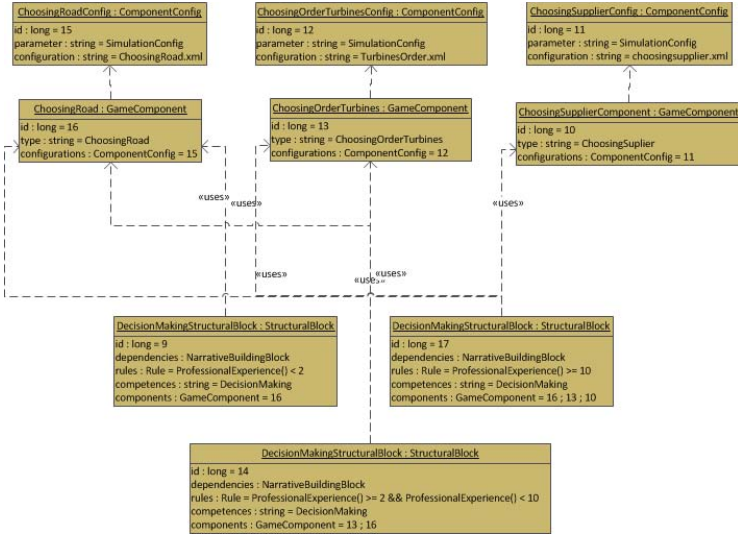 ChoosingRoadConfig : ComponentConfig
id : long = 15
parameter : string = SimulationConfig
configuration : string = ChoosingRoad.xml
ChoosingOrderTurbinesConfig : ComponentConfig
id : long = 12
parameter : string = SimulationConfig
configuration : string = TurbinesOrder.xml
ChoosingSupplierConfig : ComponentConfig
id : long = 11
parameter : string = SimulationConfig
configuration : string = choosingsupplier.xml
ChoosingRoad : GameComponent
id : long = 16
type : string = ChoosingRoad
configurations : ComponentConfig = 15
ChoosingOrderTurbines : GameComponent
id : long = 13
type : string = ChoosingOrderTurbines
configurations : ComponentConfig = 12
ChoosingSupplierComponent : GameComponent
id : long = 10
type : string = ChoosingSuplier
configurations : ComponentConfig = 11
«uses»
«uses»
«uses»
«uses»
«uses»
DecisionMakingStructuralBlock : StructuralBlock
id : long = 9
dependencies : NarrativeBuildingBlock
rules : Rule = ProfessionalExperience() < 2
competences : string = DecisionMaking
components : GameComponent = 16
DecisionMakingStructuralBlock : StructuralBlock
id : long = 17
dependencies : NarrativeBuildingBlock
rules : Rule = ProfessionalExperience() >= 10
competences : string = DecisionMaking
components : GameComponent = 16 ; 13 ; 10
DecisionMakingStructuralBlock : StructuralBlock
id : long = 14
dependencies : NarrativeBuildingBlock
rules : Rule = ProfessionalExperience() >= 2 && ProfessionalExperience() < 10
competences : string = DecisionMaking
components : GameComponent = 13 ; 16